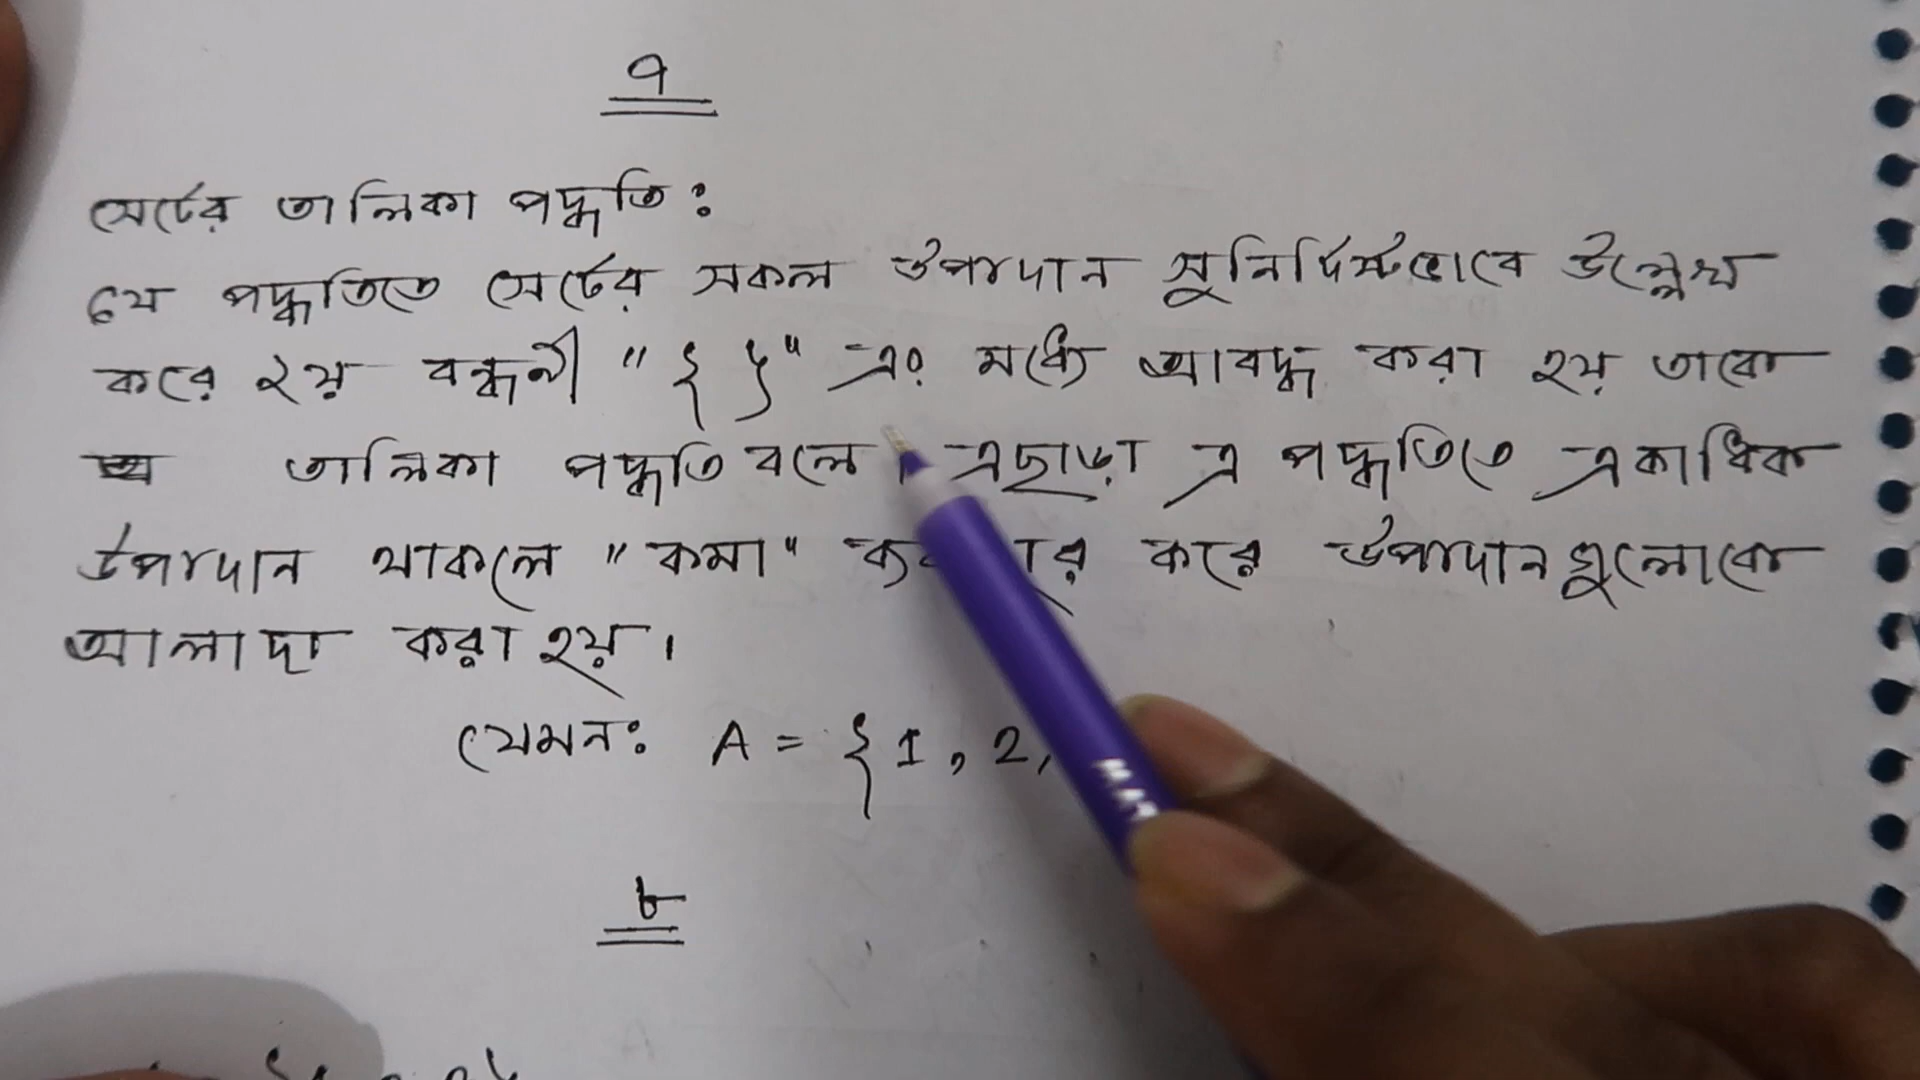 ৭
সেটের তালিকা পদ্ধতি:
যে পদ্ধতিতে সেটের সকল উপাদান সুনির্দিষ্টভাবে উল্লেখ
করে ২য় বন্ধনী "{ }" এর মধ্যে আবদ্ধ করা হয় তাকে
তালিকা পদ্ধতি বলে। এছাড়া এ পদ্ধতিতে একাধিক
উপাদান থাকলে "কমা" করে উপাদানগুলোকে
আলাদা করা হয়।
যেমন: A = { 1, 2,
৮